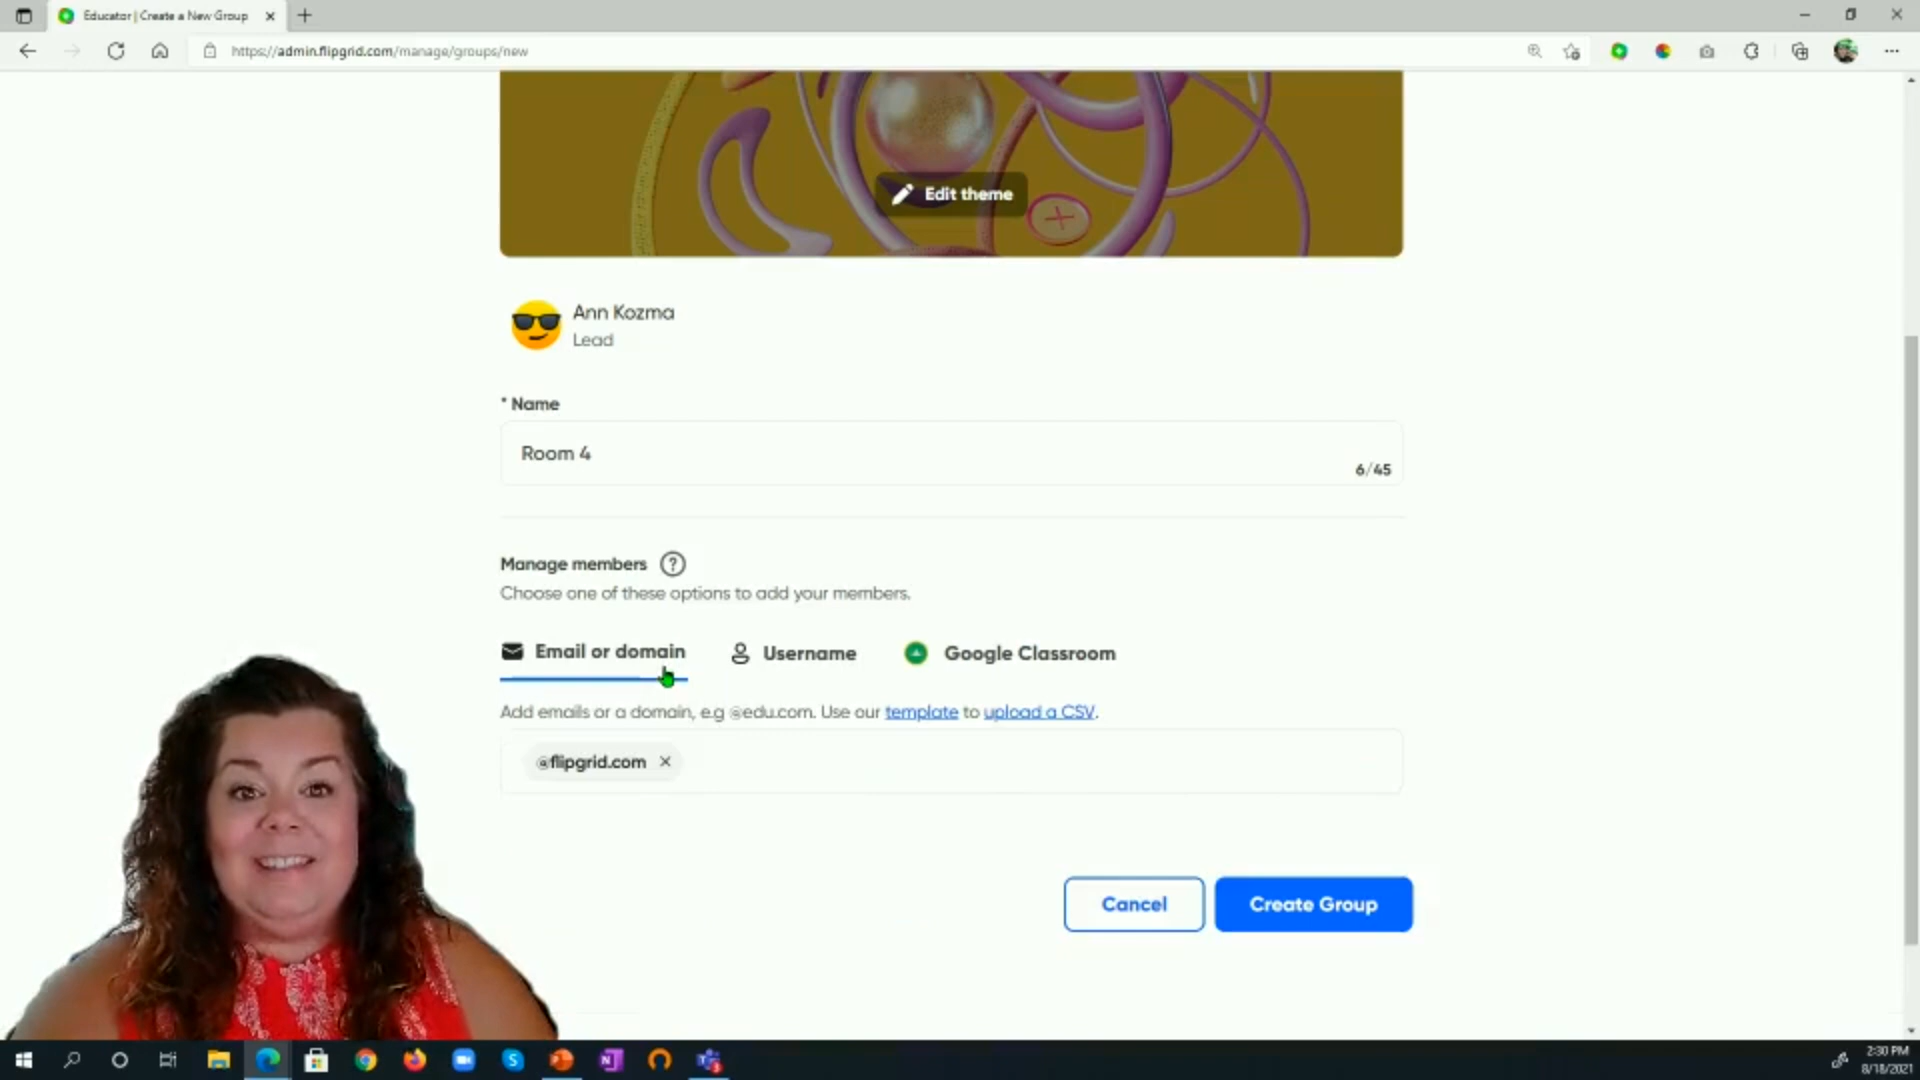 Educator | Create a New Group
https://admin.flipgrid.com/manage/groups/new
Edit theme
Ann Kozma
Lead
* Name
Room 4
6/45
Manage members ?
Choose one of these options to add your members.
Email or domain Username Google Classroom
Add emails or a domain, e.g @edu.com. Use our template to upload a CSV.
@flipgrid.com
Cancel Create Group
2:30 PM
8/18/2021